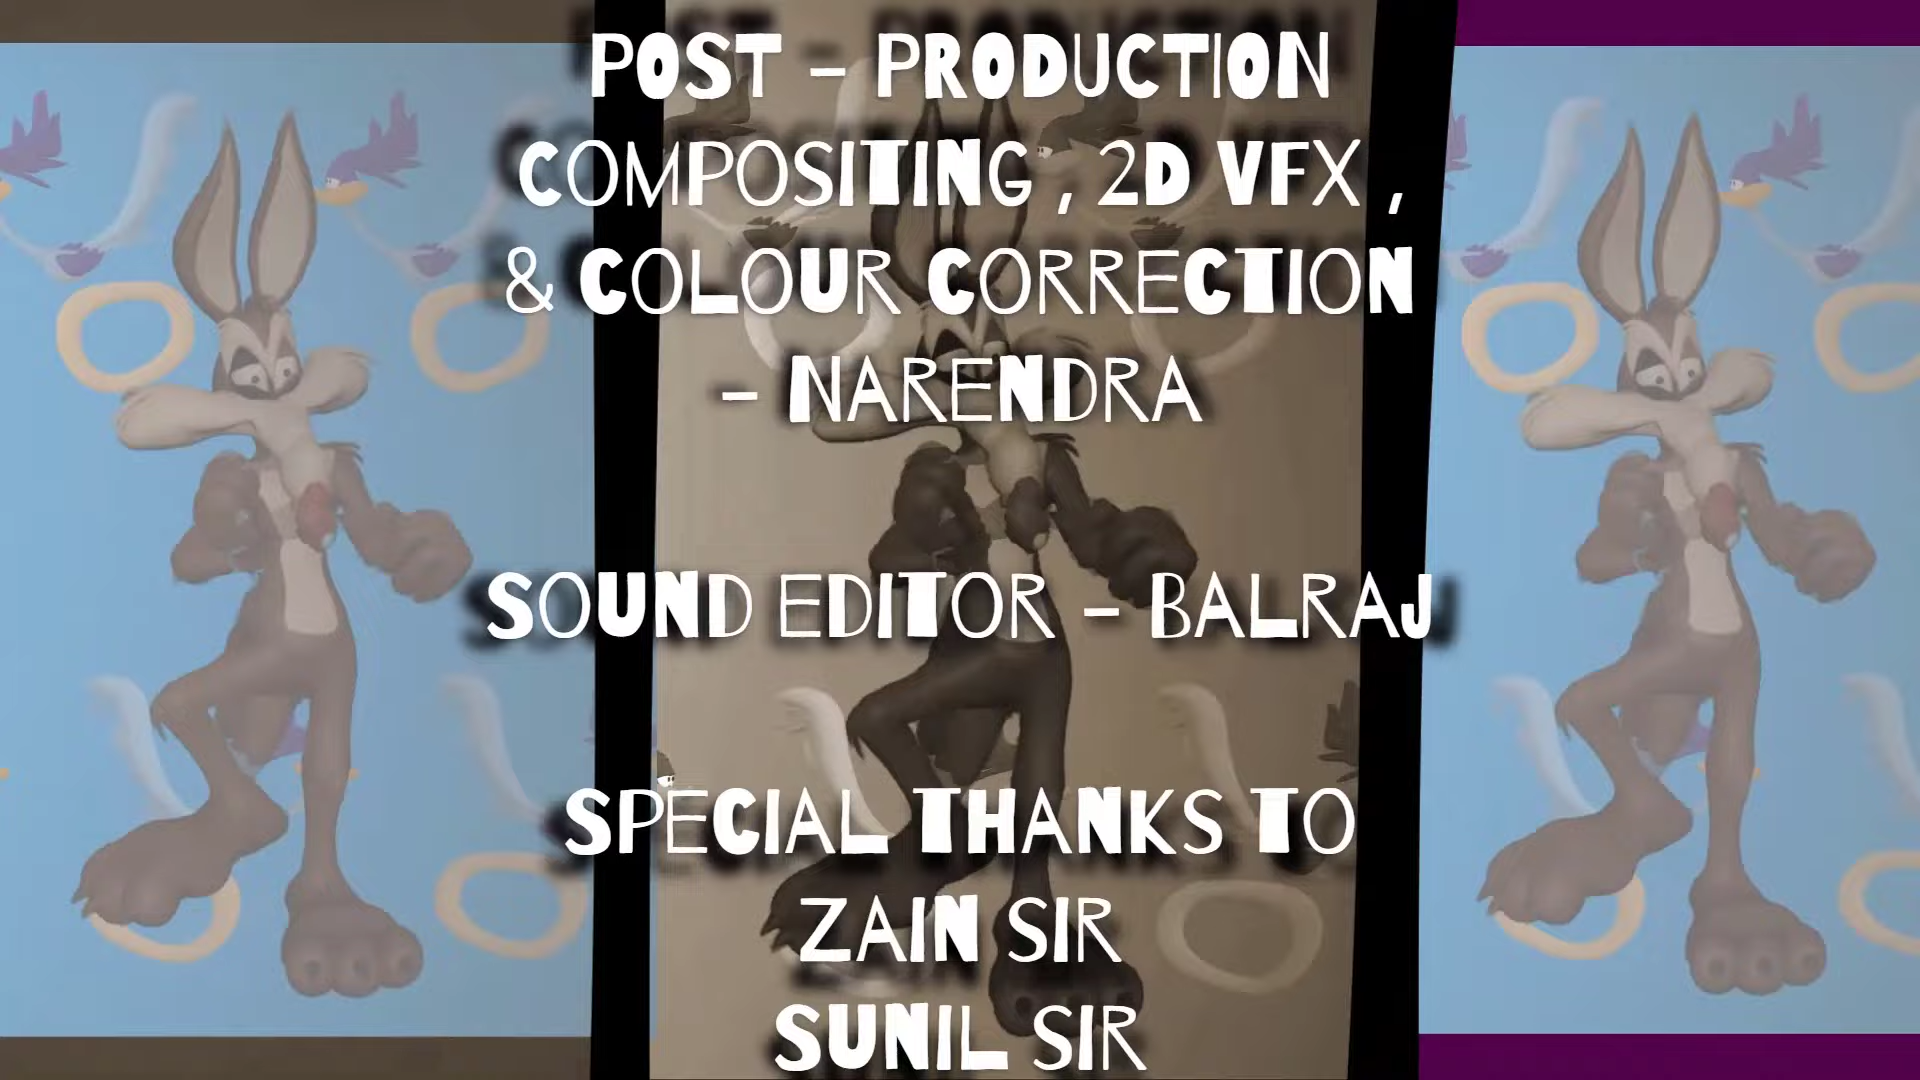 POST - PRODUCTION
COMPOSITING , 2D VFX ,
& COLOUR CORRECTION
- NARENDRA
SOUND EDITOR - BALRAJ
SPECIAL THANKS TO
ZAIN SIR
SUNIL SIR